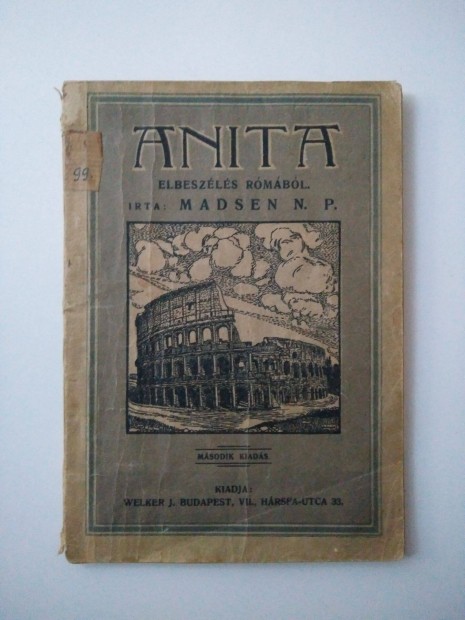 ANITA
ELBESZÉLÉS RÓMÁBÓL.
IRTA: MADSEN N. P.
99.
MÁSODIK KIADÁS
KIADJA:
WELKER J. BUDAPEST, VII., HÁRSFA-UTCA 33.